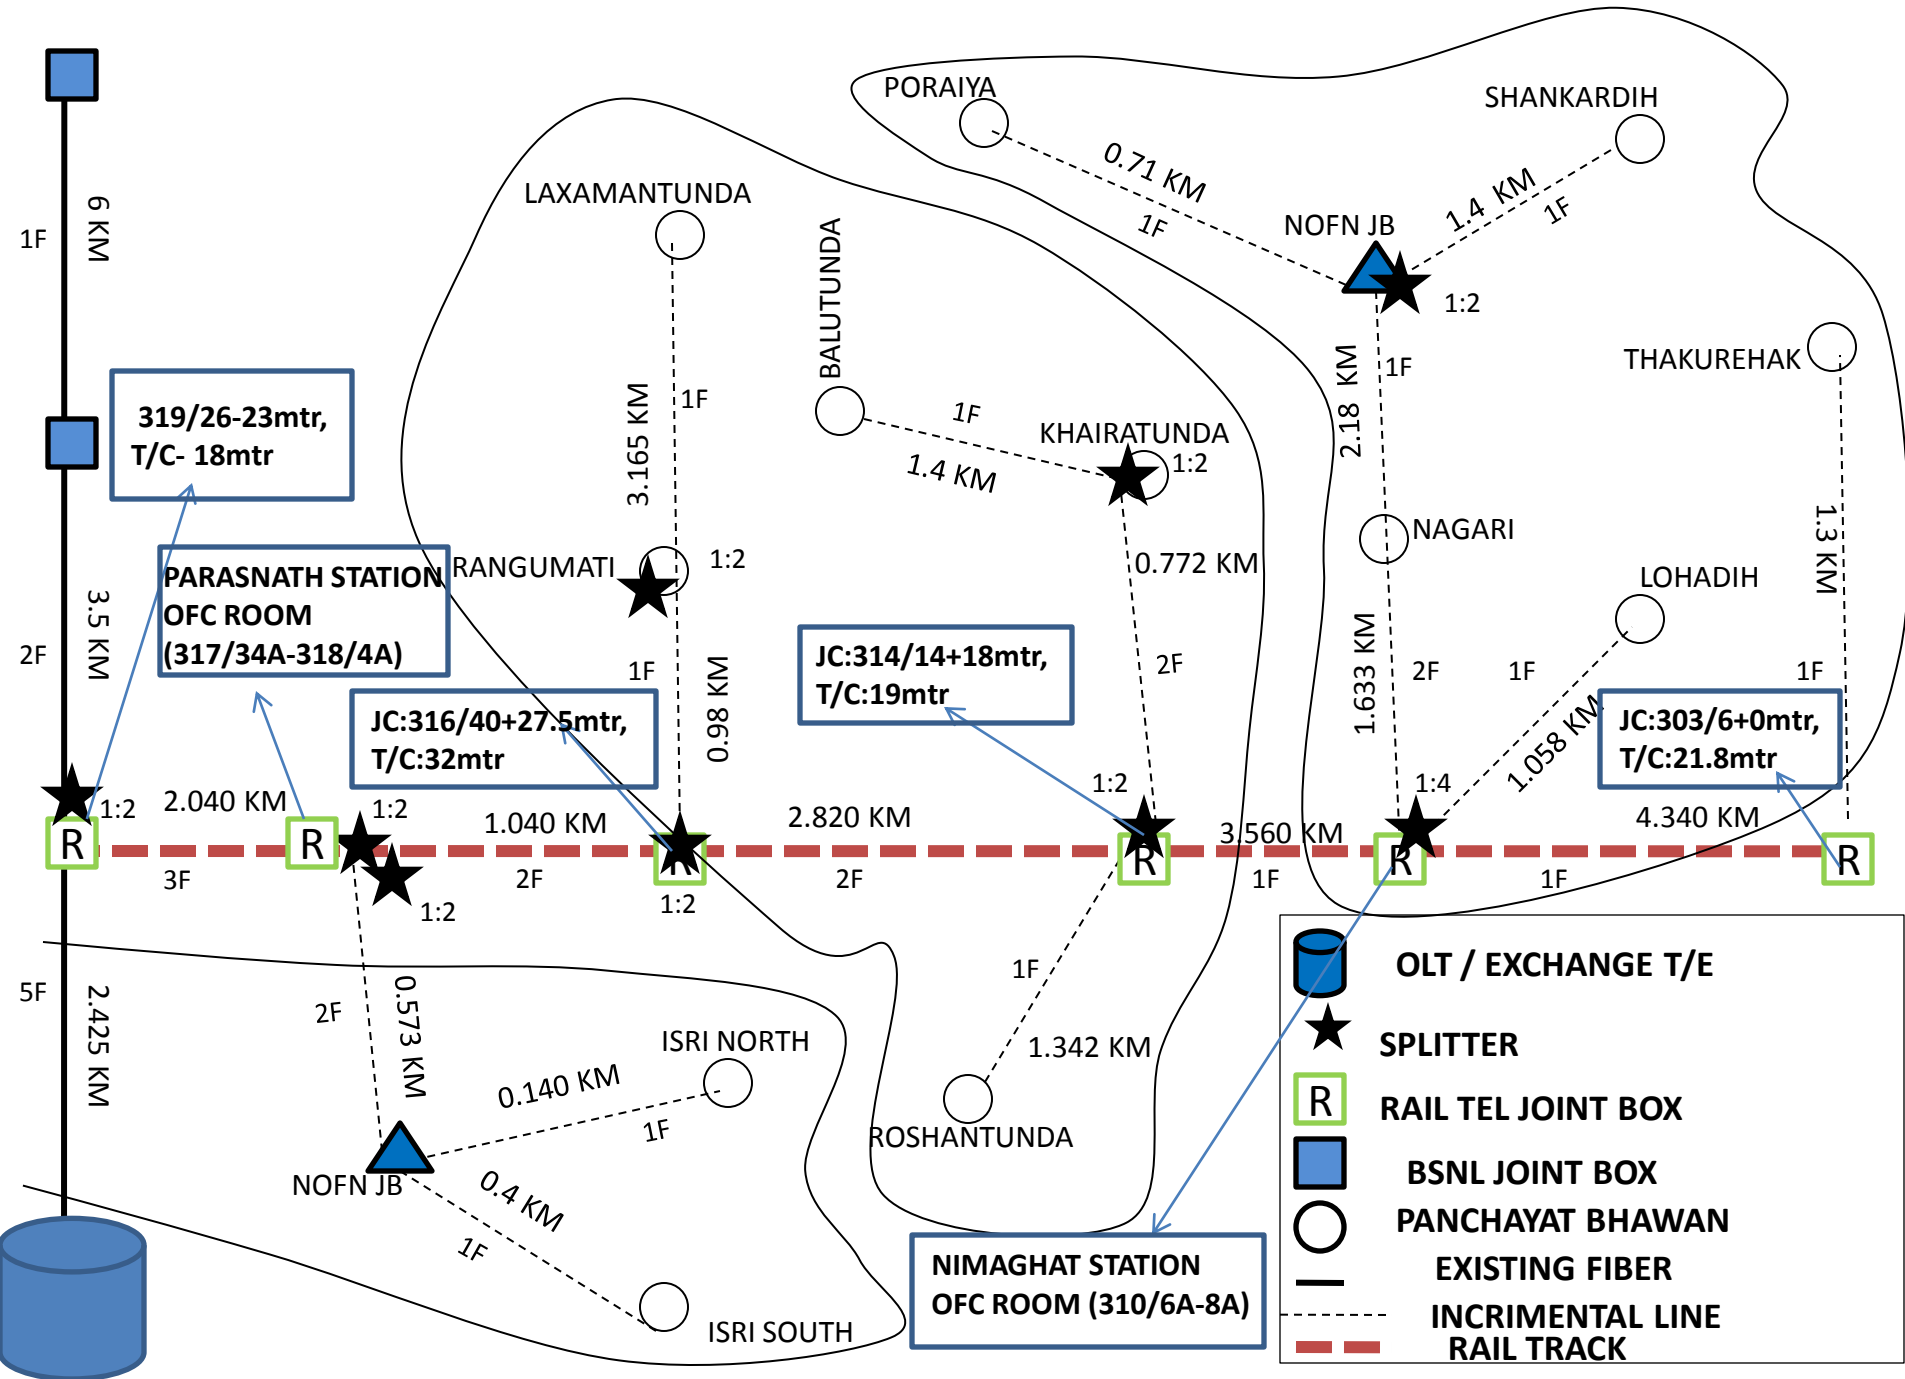 PORAIYA
SHANKARDIH
0.71 KM
1F
1.4 KM
1F
LAXAMANTUNDA
NOFN JB
1:2
6 KM
1F
BALUTUNDA
2.18 KM
1F
THAKUREHAK
319/26-23mtr,
T/C- 18mtr
3.165 KM
1F
1F
1.4 KM
KHAIRATUNDA
1:2
NAGARI
1.3 KM
PARASNATH STATION
OFC ROOM
(317/34A-318/4A)
RANGUMATI
1:2
0.772 KM
LOHADIH
3.5 KM
2F
1F
0.98 KM
JC:314/14+18mtr,
T/C:19mtr
2F
1.633 KM
2F
1F
1.058 KM
1F
JC:316/40+27.5mtr,
T/C:32mtr
JC:303/6+0mtr,
T/C:21.8mtr
1:2
2.040 KM
1:2
1.040 KM
2.820 KM
1:2
3.560 KM
1:4
4.340 KM
R
R
R
R
R
R
3F
1:2
2F
1:2
2F
1F
1F
5F
2.425 KM
2F
0.573 KM
ISRI NORTH
0.140 KM
1F
NOFN JB
0.4 KM
1F
ISRI SOUTH
1F
1.342 KM
ROSHANTUNDA
NIMAGHAT STATION
OFC ROOM (310/6A-8A)
OLT / EXCHANGE T/E
SPLITTER
R
RAIL TEL JOINT BOX
BSNL JOINT BOX
PANCHAYAT BHAWAN
EXISTING FIBER
INCRIMENTAL LINE
RAIL TRACK